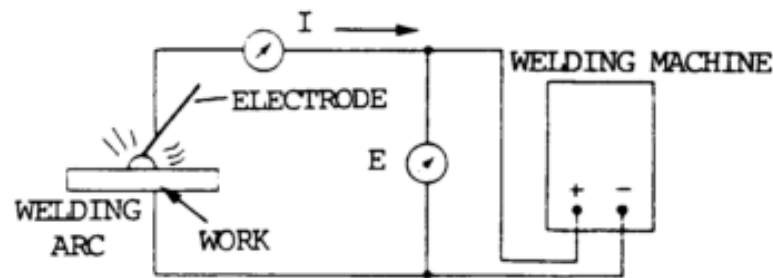 I
WELDING MACHINE
ELECTRODE
E
+ -
WELDING
ARC
WORK